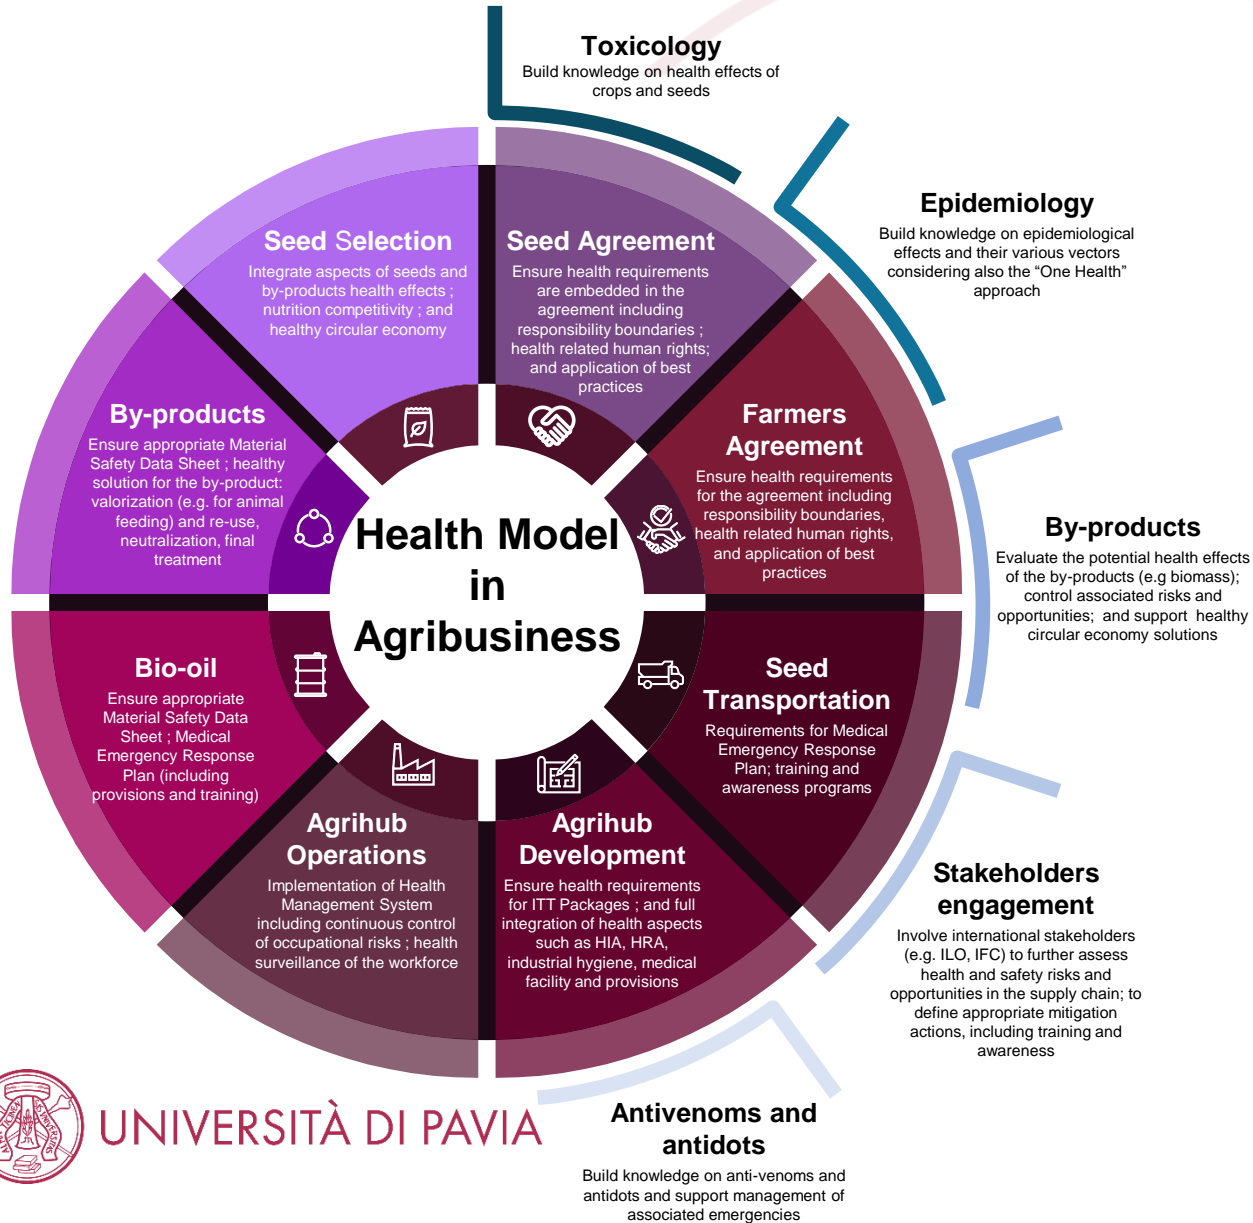 Toxicology
Build knowledge on health effects of
crops and seeds
Epidemiology
Build knowledge on epidemiological
effects and their various vectors
considering also the “One Health”
approach
By-products
Evaluate the potential health effects
of the by-products (e.g biomass);
control associated risks and
opportunities; and support healthy
circular economy solutions
Stakeholders
engagement
Involve international stakeholders
(e.g. ILO, IFC) to further assess
health and safety risks and
opportunities in the supply chain; to
define appropriate mitigation
actions, including training and
awareness
Antivenoms and
antidots
Build knowledge on anti-venoms and
antidots and support management of
associated emergencies
Seed Selection
Integrate aspects of seeds and
by-products health effects ;
nutrition competitivity ; and
healthy circular economy
Seed Agreement
Ensure health requirements
are embedded in the
agreement including
responsibility boundaries ;
health related human rights;
and application of best
practices
Farmers
Agreement
Ensure health requirements
for the agreement including
responsibility boundaries,
health related human rights,
and application of best
practices
Seed
Transportation
Requirements for Medical
Emergency Response
Plan; training and
awareness programs
Agrihub
Development
Ensure health requirements
for ITT Packages ; and full
integration of health aspects
such as HIA, HRA,
industrial hygiene, medical
facility and provisions
Agrihub
Operations
Implementation of Health
Management System
including continuous control
of occupational risks ; health
surveillance of the workforce
Bio-oil
Ensure appropriate
Material Safety Data
Sheet ; Medical
Emergency Response
Plan (including
provisions and training)
By-products
Ensure appropriate Material
Safety Data Sheet ; healthy
solution for the by-product:
valorization (e.g. for animal
feeding) and re-use,
neutralization, final
treatment
Health Model
in
Agribusiness
UNIVERSITÀ DI PAVIA